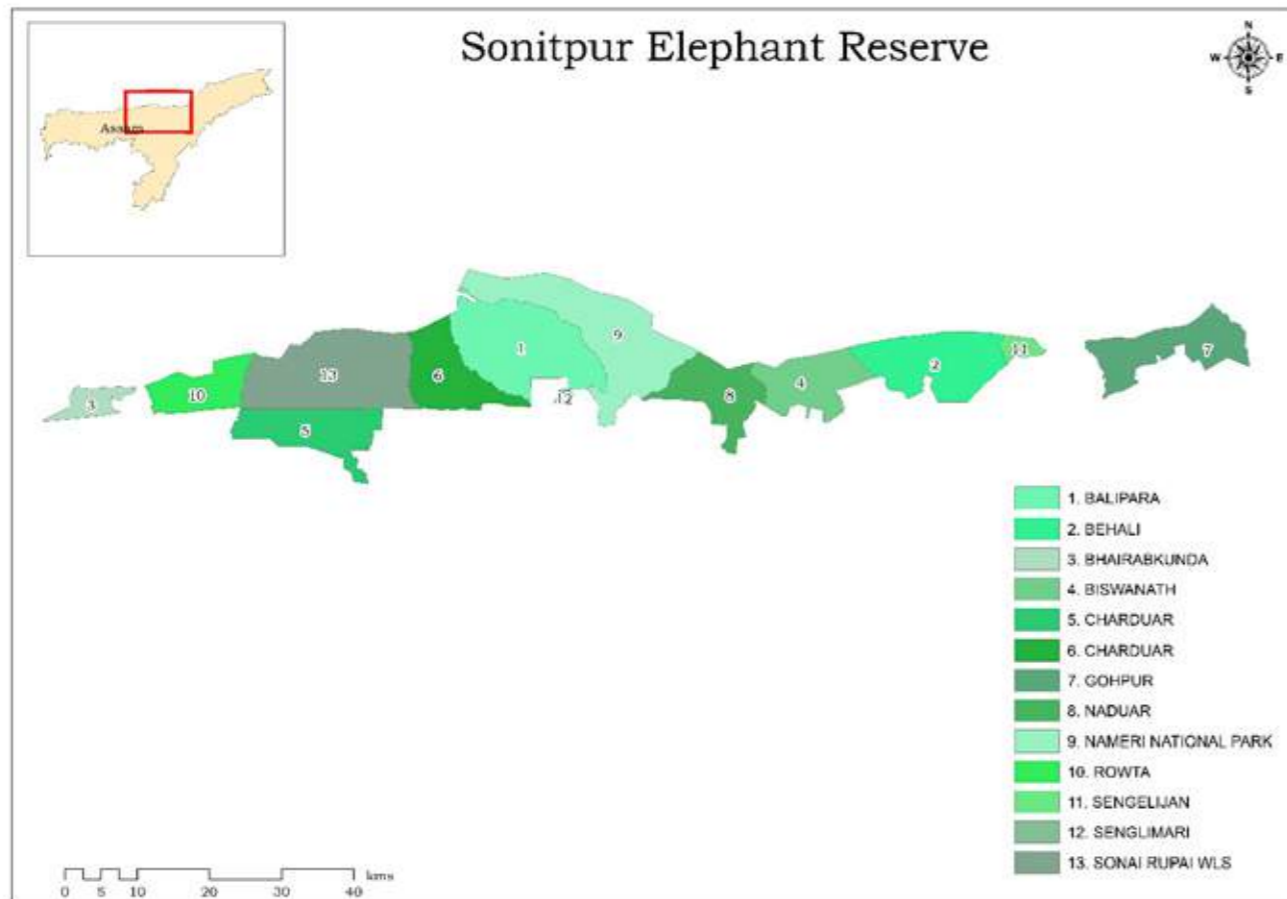 Sonitpur Elephant Reserve
N
W E
S
Assam
9
1
11
7
13
6
2
10
4
8
12
3
5
1. BALIPARA
2. BEHALI
3. BHAIRABKUNDA
4. BISWANATH
5. CHARDUAR
6. CHARDUAR
7. GOHPUR
8. NADUAR
9. NAMERI NATIONAL PARK
10. ROWTA
11. SENGELIJAN
12. SENGLIMARI
13. SONAI RUPAI WLS
kms
0 5 10 20 30 40